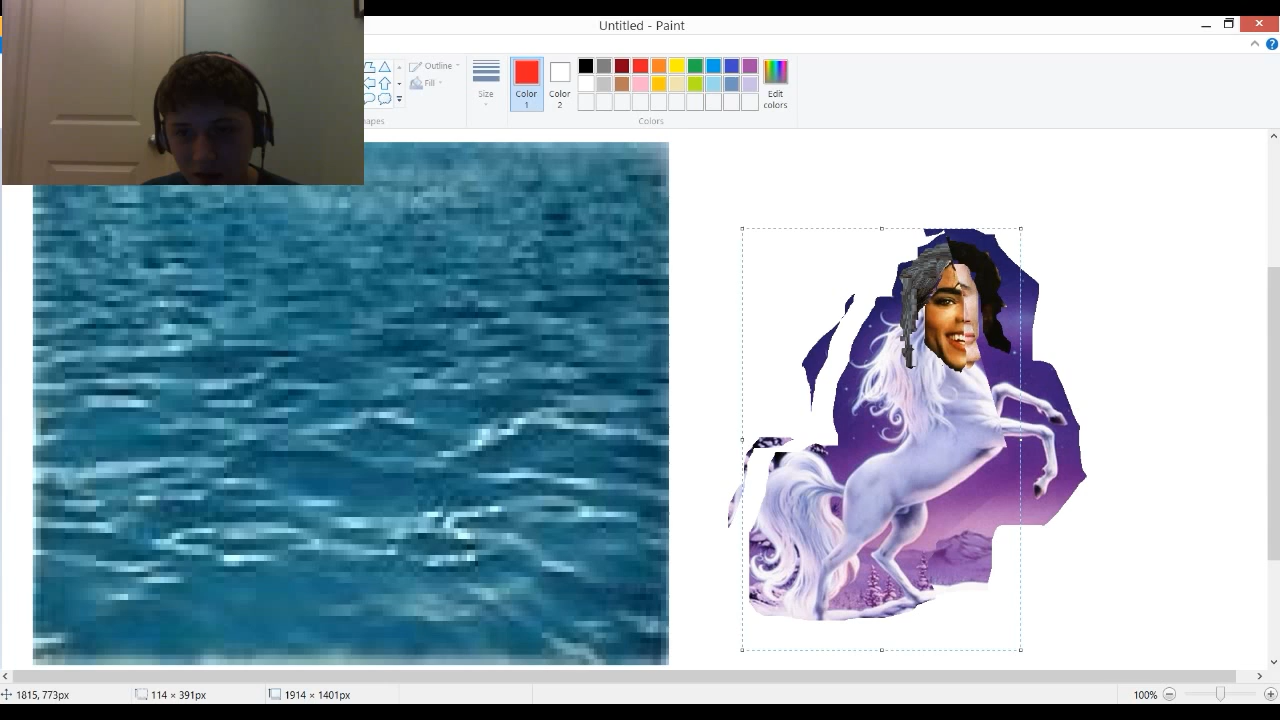 Untitled - Paint
Outline
Fill
Size
Color 1
Color 2
Edit colors
apes
Colors
1815, 773px
114 × 391px
1914 × 1401px
100%